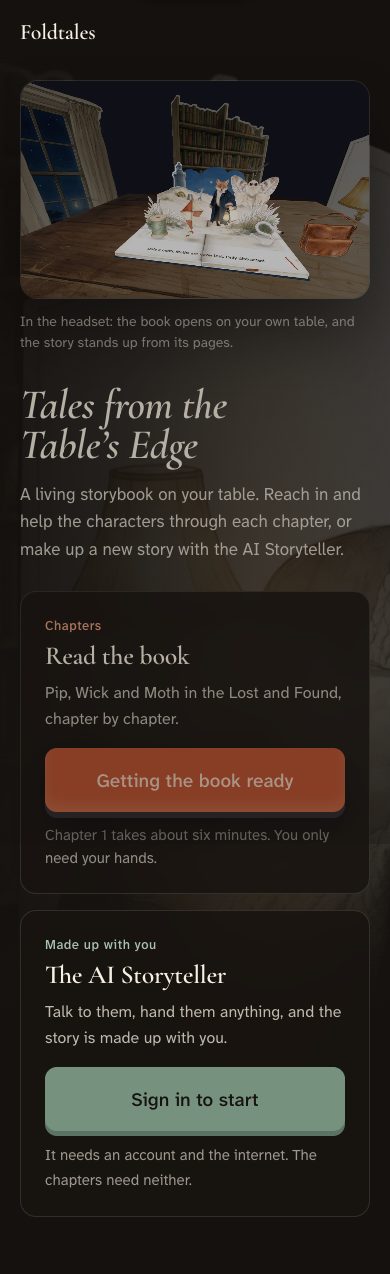 Foldtales
In the headset: the book opens on your own table, and
the story stands up from its pages.
Tales from the
Table’s Edge
A living storybook on your table. Reach in and
help the characters through each chapter, or
make up a new story with the AI Storyteller.
Chapters
Read the book
Pip, Wick and Moth in the Lost and Found,
chapter by chapter.
Getting the book ready
Chapter 1 takes about six minutes. You only
need your hands.
Made up with you
The AI Storyteller
Talk to them, hand them anything, and the
story is made up with you.
Sign in to start
It needs an account and the internet. The
chapters need neither.